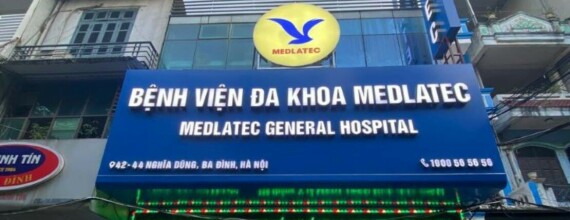 MEDLATEC
BỆNH VIỆN ĐA KHOA MEDLATEC
MEDLATEC GENERAL HOSPITAL
42-44 NGHĨA DŨNG, BA ĐÌNH, HÀ NỘI
1900 56 56 56
NH TÍN
ĐÌNH